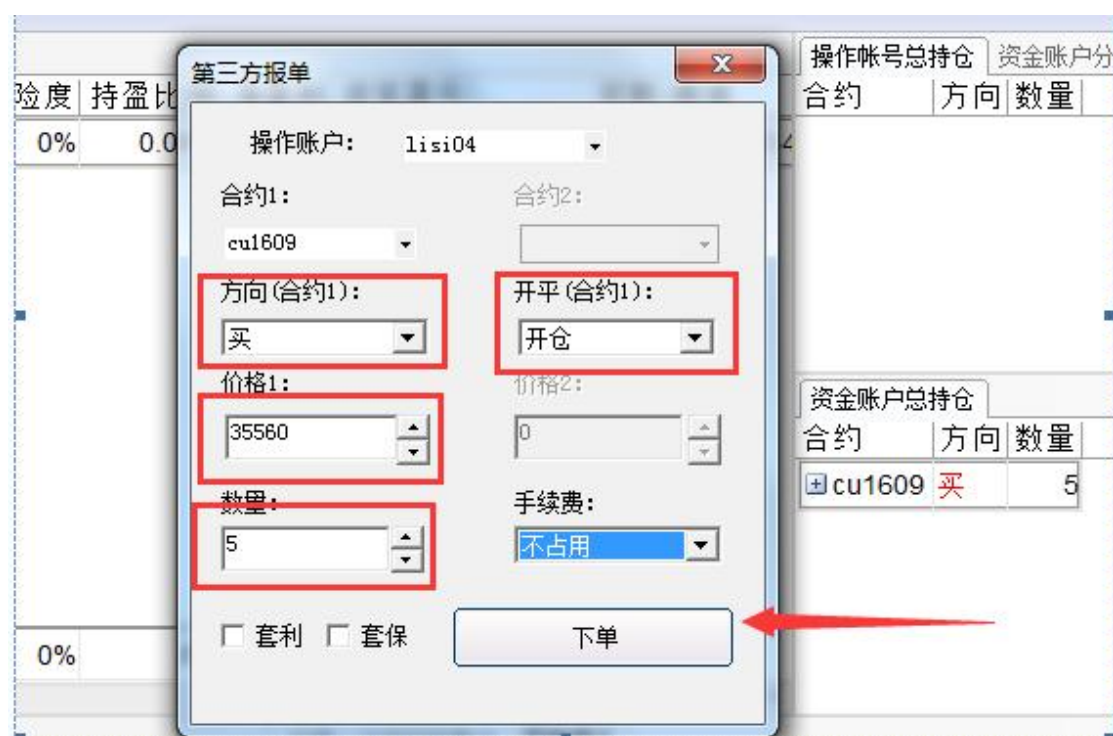 操作帐号总持仓 资金账户分
险度 持盈比
合约 方向 数量
0% 0.0
第三方报单
操作账户： lisi04
合约1： 合约2：
cu1609
方向(合约1)： 开平(合约1)：
买 开仓
价格1： 价格2：
35560 0
数量： 手续费：
5 不占用
套利 套保 下单
资金账户总持仓
合约 方向 数量
cu1609 买 5
0%